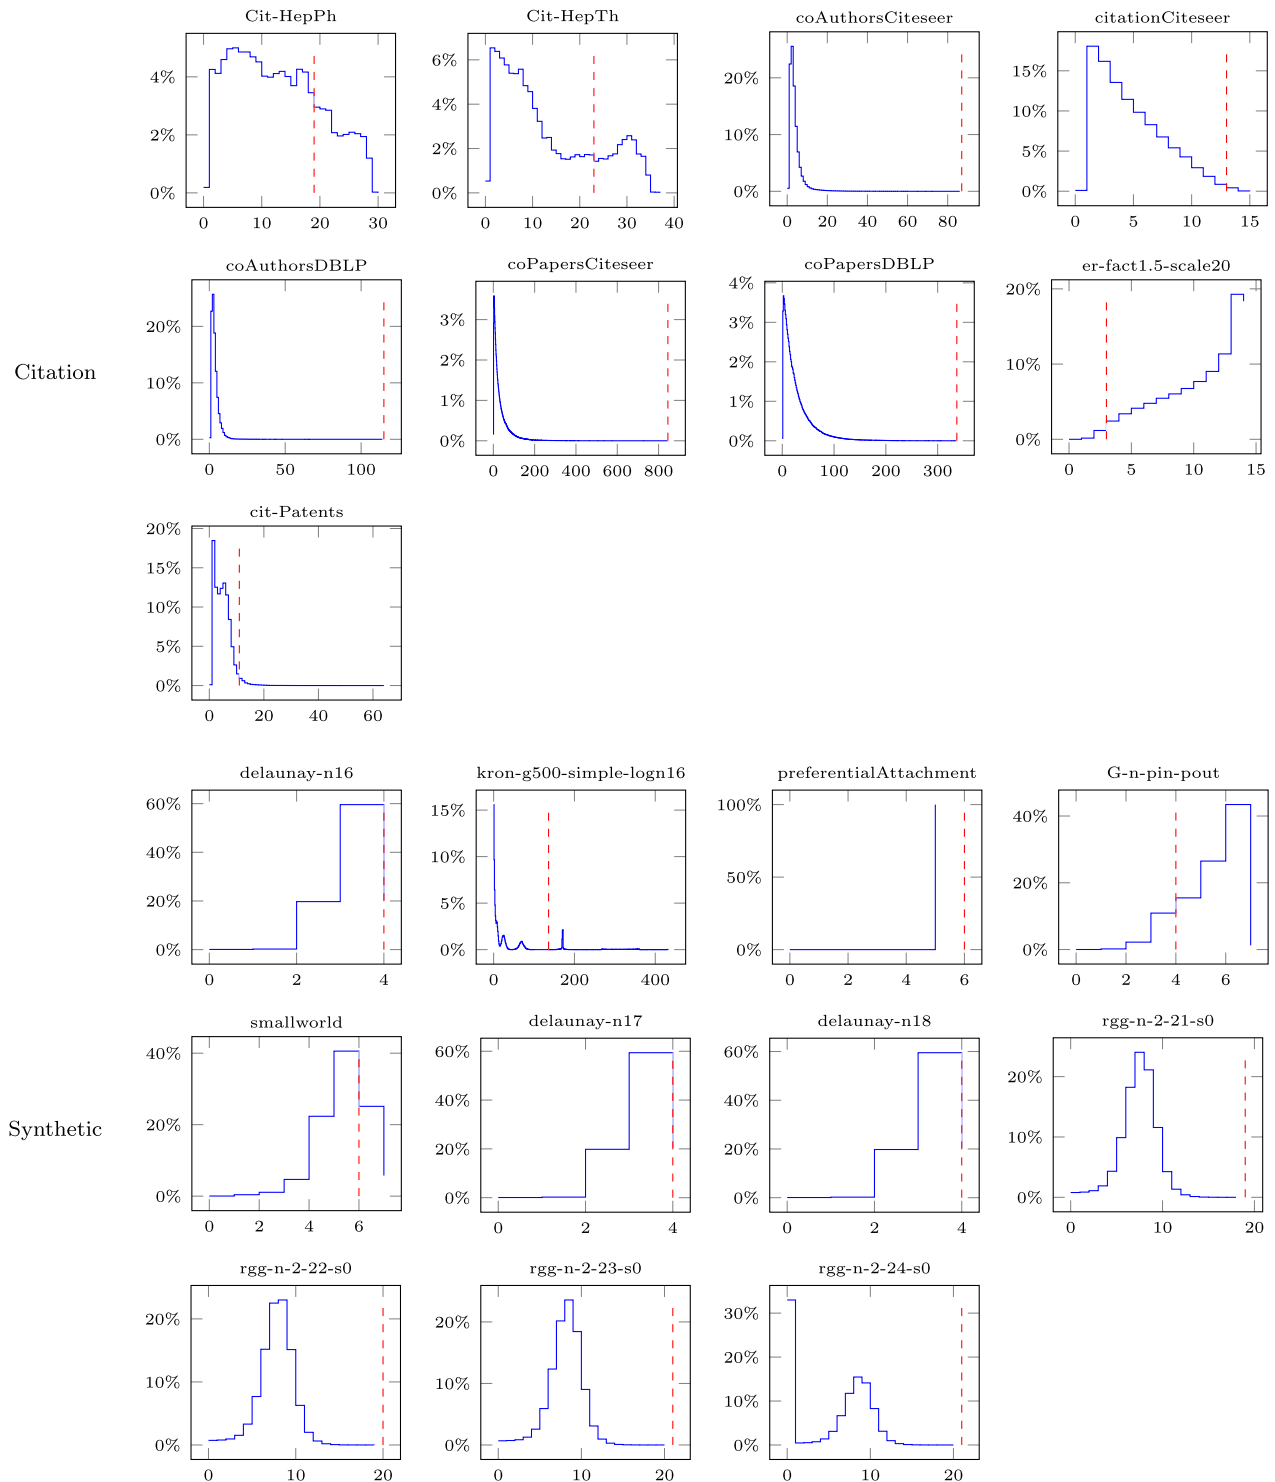 Cit-HepPh Cit-HepTh coAuthorsCiteseer citationCiteseer
4% 2% 0% 0 10 20 30
6% 4% 2% 0% 0 10 20 30 40
20% 10% 0% 0 20 40 60 80
15% 10% 5% 0% 0 5 10 15
Citation
coAuthorsDBLP coPapersCiteseer coPapersDBLP er-fact1.5-scale20
20% 10% 0% 0 50 100
3% 2% 1% 0% 0 200 400 600 800
4% 3% 2% 1% 0% 0 100 200 300
20% 10% 0% 0 5 10 15
cit-Patents
20% 15% 10% 5% 0% 0 20 40 60
delaunay-n16 kron-g500-simple-logn16 preferentialAttachment G-n-pin-pout
60% 40% 20% 0% 0 2 4
15% 10% 5% 0% 0 200 400
100% 50% 0% 0 2 4 6
40% 20% 0% 0 2 4 6
Synthetic
smallworld delaunay-n17 delaunay-n18 rgg-n-2-21-s0
40% 20% 0% 0 2 4 6
60% 40% 20% 0% 0 2 4
60% 40% 20% 0% 0 2 4
20% 10% 0% 0 10 20
rgg-n-2-22-s0 rgg-n-2-23-s0 rgg-n-2-24-s0
20% 10% 0% 0 10 20
20% 10% 0% 0 10 20
30% 20% 10% 0% 0 10 20